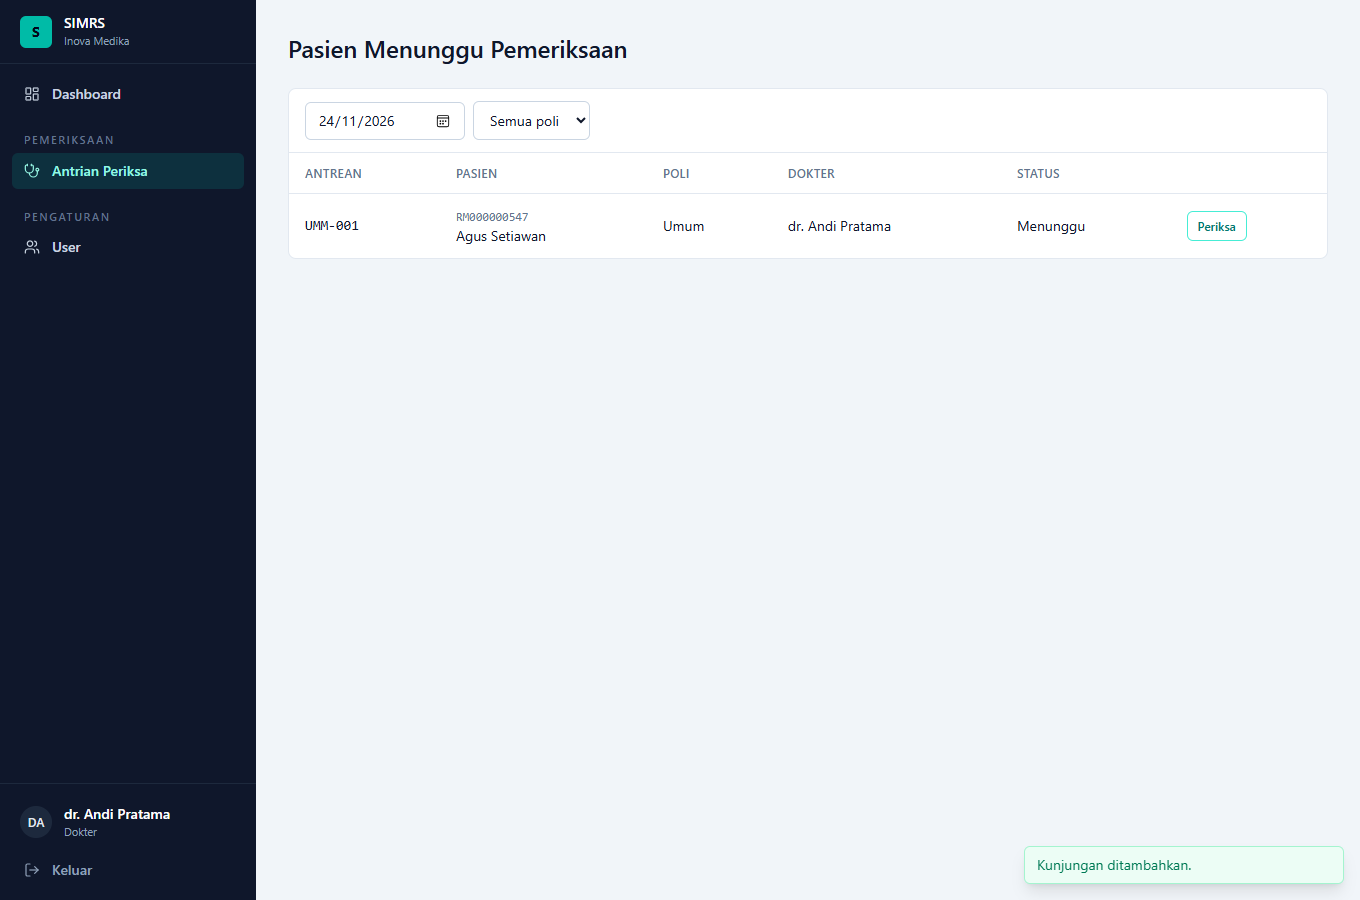 S
SIMRS
Inova Medika
Dashboard
PEMERIKSAAN
Antrian Periksa
PENGATURAN
User
DA
dr. Andi Pratama
Dokter
Keluar
Pasien Menunggu Pemeriksaan
24/11/2026
Semua poli
ANTREAN PASIEN POLI DOKTER STATUS
UMM-001
RM000000547
Agus Setiawan
Umum
dr. Andi Pratama
Menunggu
Periksa
Kunjungan ditambahkan.